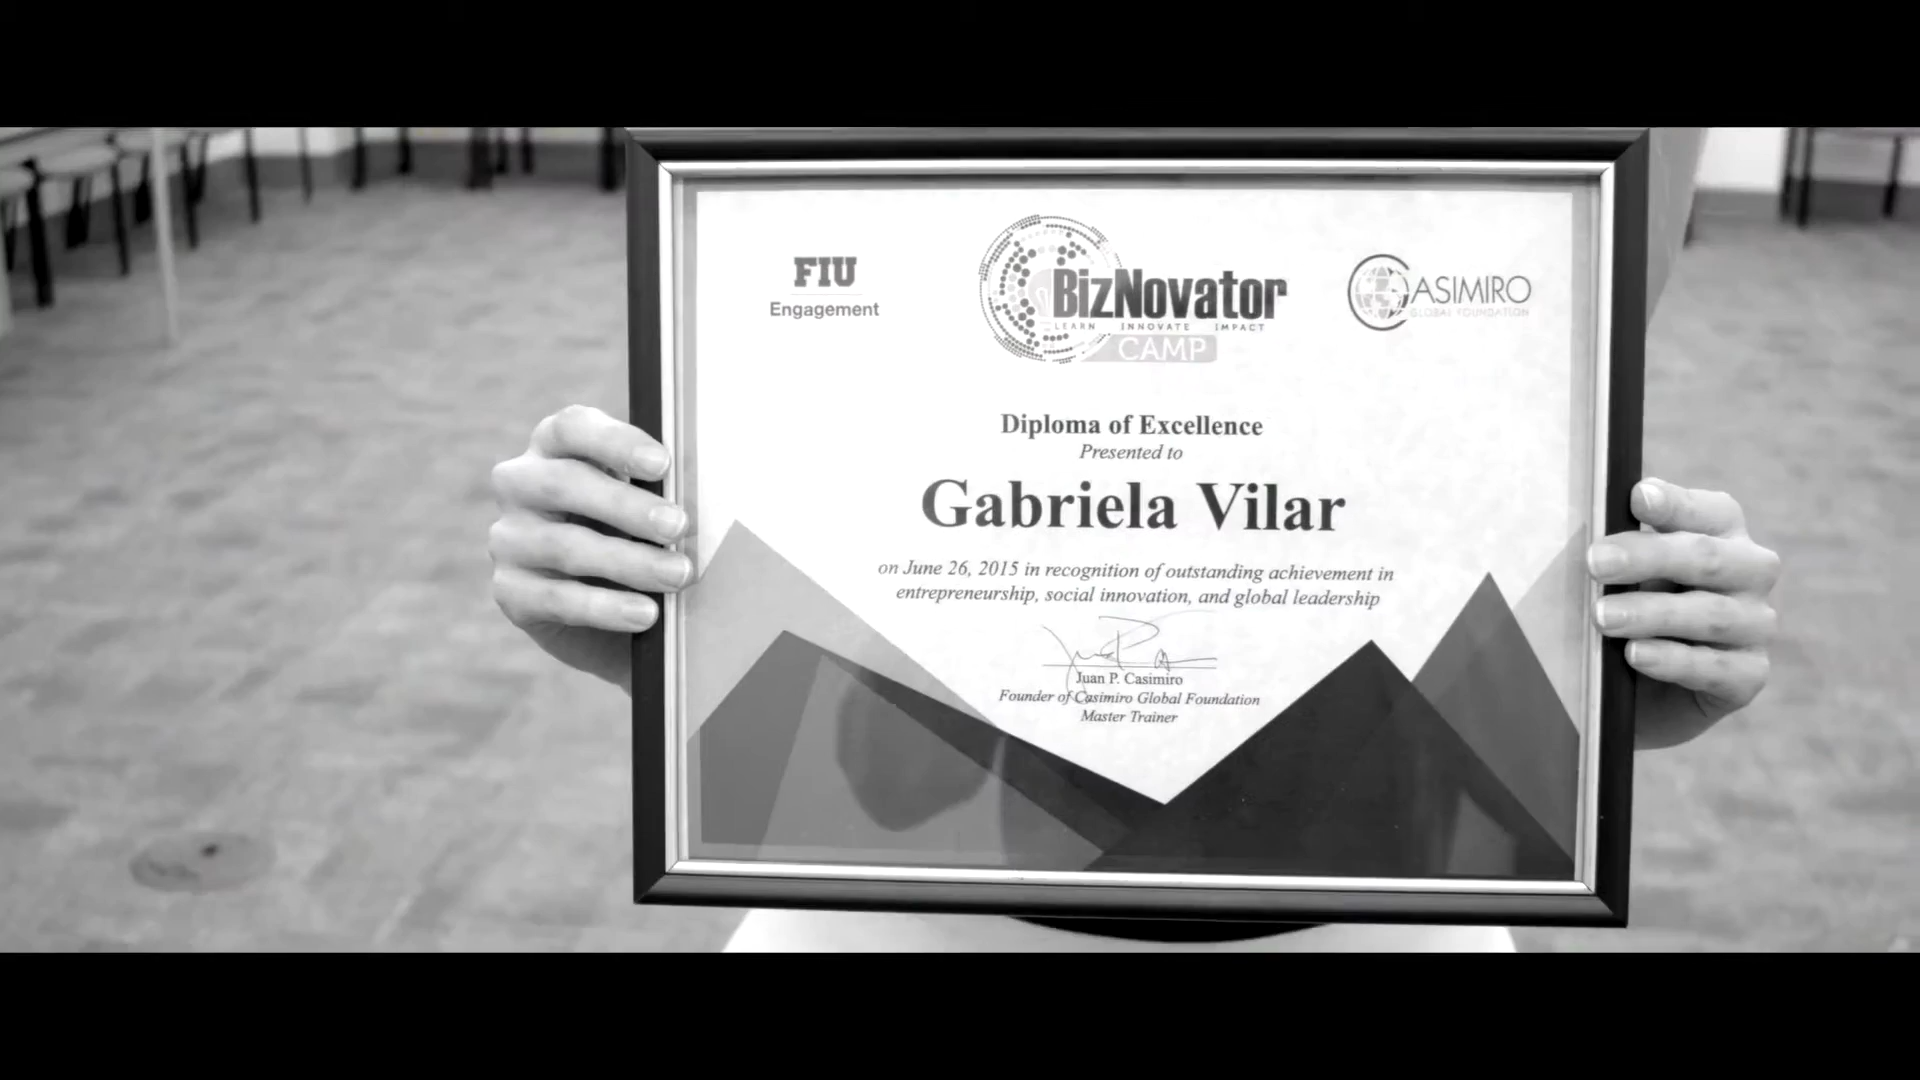 FIU
Engagement
BizNovator
LEARN INNOVATE IMPACT
CAMP
CASIMIRO
GLOBAL FOUNDATION
Diploma of Excellence
Presented to
Gabriela Vilar
on June 26, 2015 in recognition of outstanding achievement in
entrepreneurship, social innovation, and global leadership
Juan P. Casimiro
Founder of Casimiro Global Foundation
Master Trainer